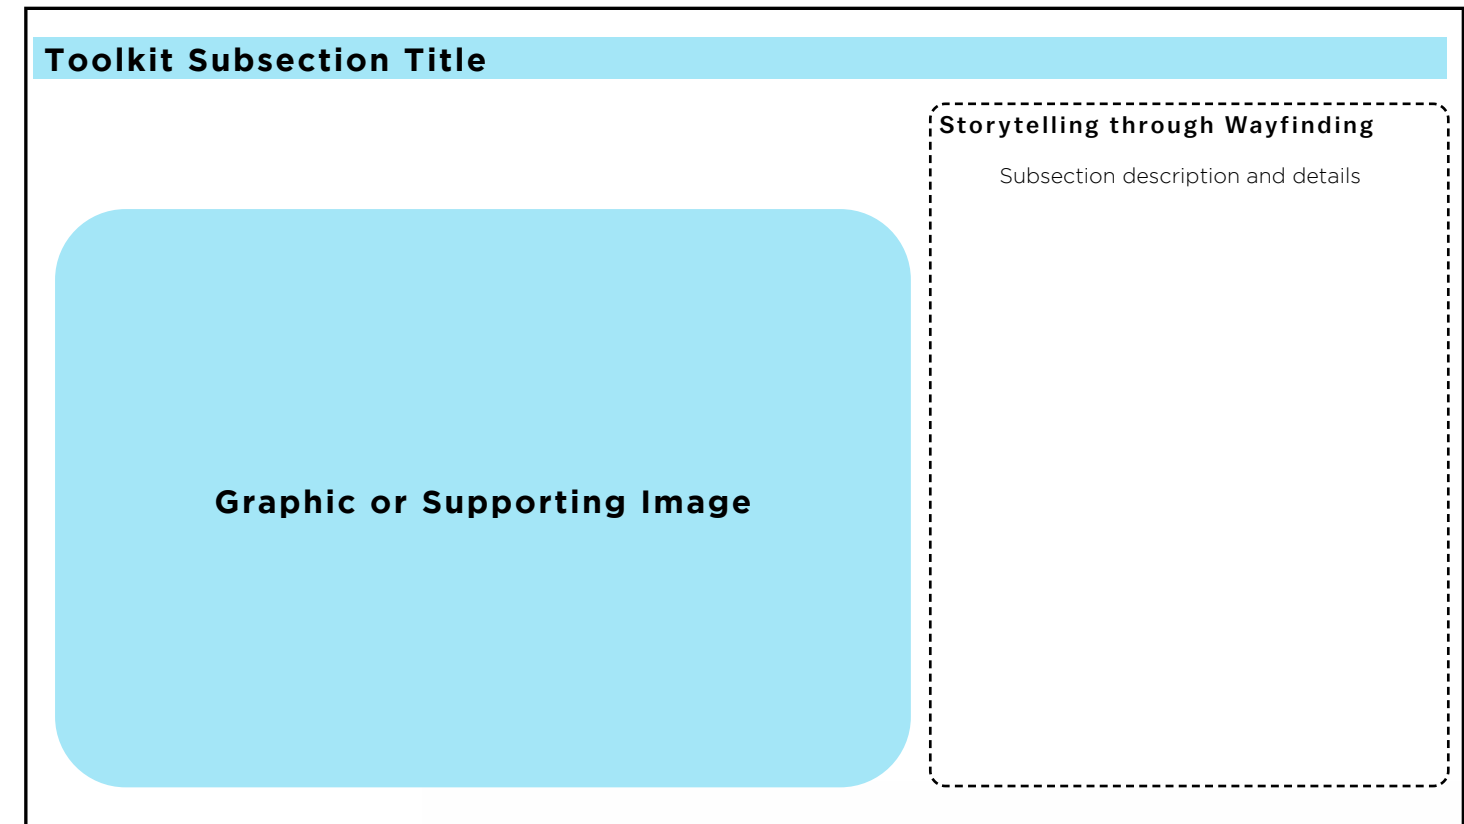 Toolkit Subsection Title
Storytelling through Wayfinding
Subsection description and details
Graphic or Supporting Image